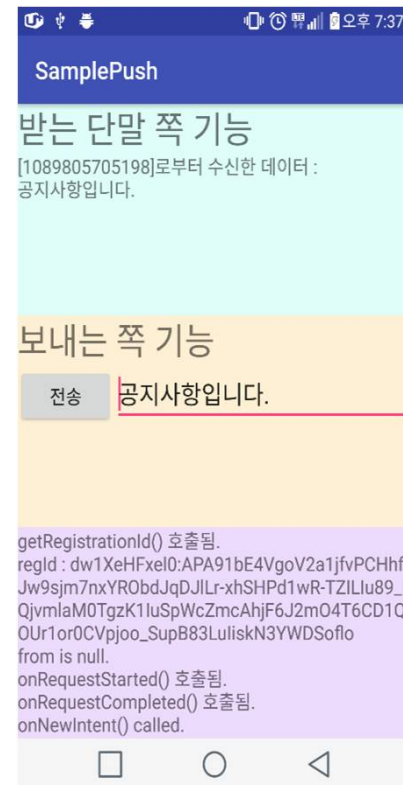 오후 7:37
SamplePush
받는 단말 쪽 기능
[1089805705198]로부터 수신한 데이터 :
공지사항입니다.
보내는 쪽 기능
전송 공지사항입니다.
getRegistrationId() 호출됨.
regId : dw1XeHFxel0:APA91bE4VgoV2a1jfvPCHhf
Jw9sjm7nxYRObdJqDJlLr-xhSHPd1wR-TZILlu89_
QjvmlaM0TgzK1IuSpWcZmcAhjF6J2mO4T6CD1Q
OUr1or0CVpjoo_SupB83LuliskN3YWDSoflo
from is null.
onRequestStarted() 호출됨.
onRequestCompleted() 호출됨.
onNewIntent() called.